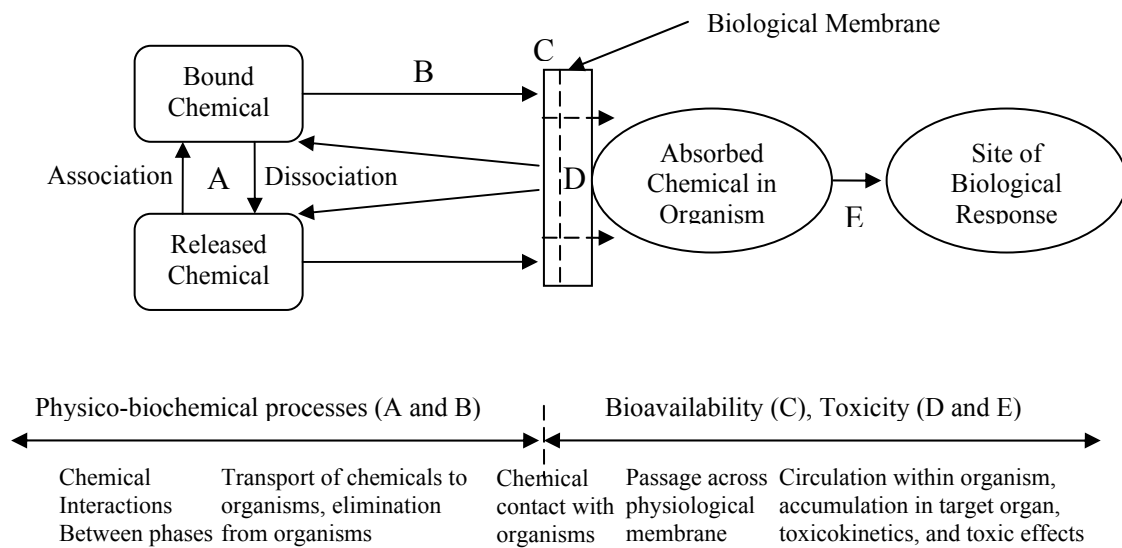 Biological Membrane
C
B
Bound
Chemical
Association
A
Dissociation
D
Absorbed
Chemical in
Organism
E
Site of
Biological
Response
Released
Chemical
Physico-biochemical processes (A and B)
Bioavailability (C), Toxicity (D and E)
Chemical
Interactions
Between phases
Transport of chemicals to
organisms, elimination
from organisms
Chemical
contact with
organisms
Passage across
physiological
membrane
Circulation within organism,
accumulation in target organ,
toxicokinetics, and toxic effects